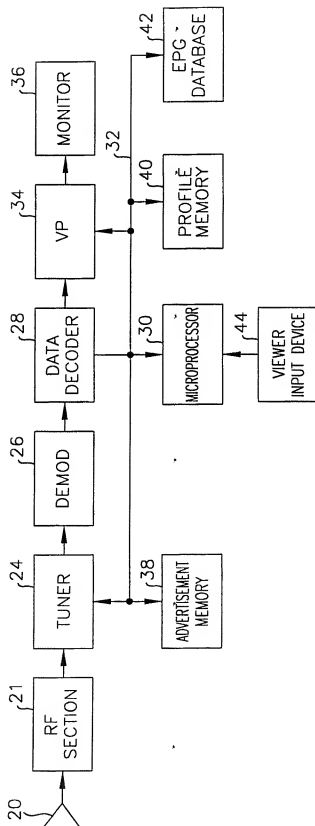 20
21
RF
SECTION
24
TUNER
26
DEMOD
28
DATA
DECODER
34
VP
36
MONITOR
32
38
ADVERTISEMENT
MEMORY
30
MICROPROCESSOR
40
PROFILE
MEMORY
42
EPG
DATABASE
44
VIEWER
INPUT DEVICE